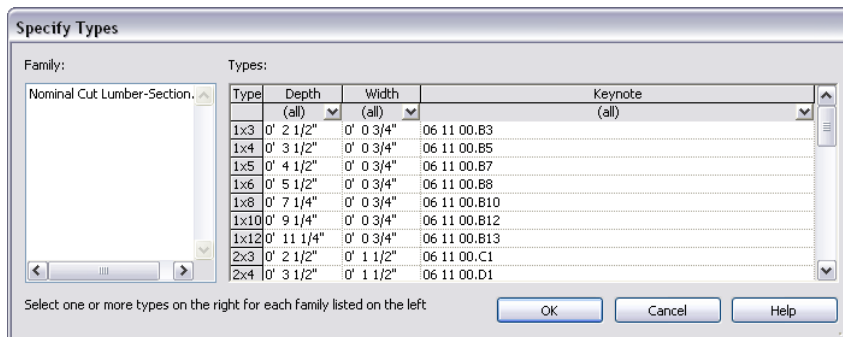 Specify Types
Family: Types:
Nominal Cut Lumber-Section.
Type Depth Width Keynote
(all) (all) (all)
1x3 0' 2 1/2" 0' 0 3/4" 06 11 00.B3
1x4 0' 3 1/2" 0' 0 3/4" 06 11 00.B5
1x5 0' 4 1/2" 0' 0 3/4" 06 11 00.B7
1x6 0' 5 1/2" 0' 0 3/4" 06 11 00.B8
1x8 0' 7 1/4" 0' 0 3/4" 06 11 00.B10
1x10 0' 9 1/4" 0' 0 3/4" 06 11 00.B12
1x12 0' 11 1/4" 0' 0 3/4" 06 11 00.B13
2x3 0' 2 1/2" 0' 1 1/2" 06 11 00.C1
2x4 0' 3 1/2" 0' 1 1/2" 06 11 00.D1
Select one or more types on the right for each family listed on the left
OK Cancel Help